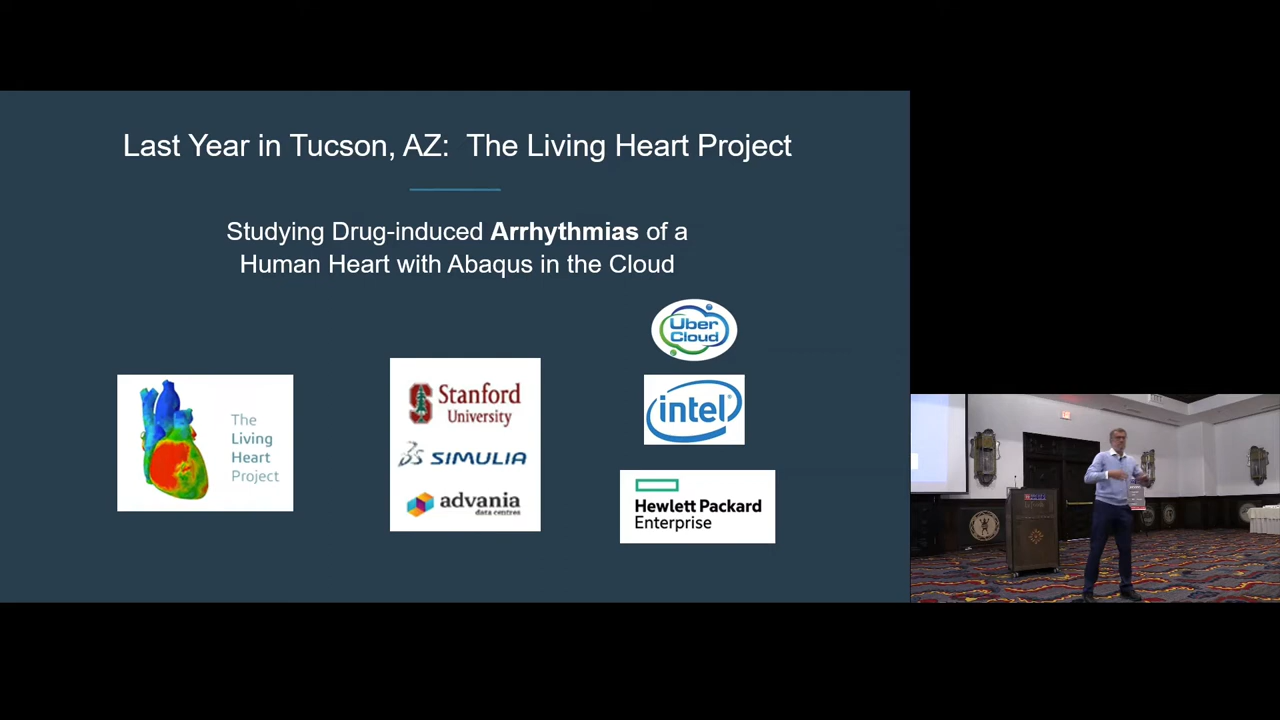 Last Year in Tucson, AZ: The Living Heart Project
Studying Drug-induced Arrhythmias of a
Human Heart with Abaqus in the Cloud
The
Living
Heart
Project
Stanford
University
SIMULIA
advania
data centres
Uber
Cloud
intel
Hewlett Packard
Enterprise